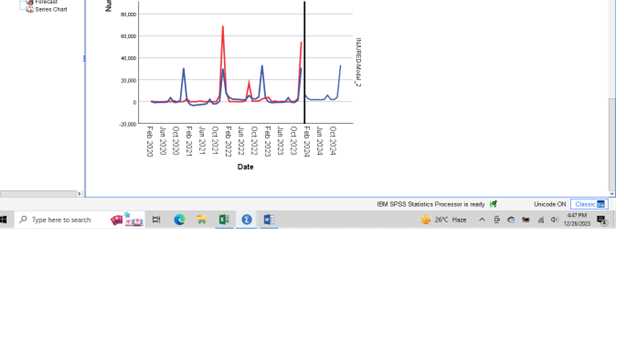 Forecast
Series Chart
80,000
60,000
40,000
20,000
0
-20,000
INJURED-Model_2
Feb 2020
Jun 2020
Oct 2020
Feb 2021
Jun 2021
Oct 2021
Feb 2022
Jun 2022
Oct 2022
Feb 2023
Jun 2023
Oct 2023
Feb 2024
Jun 2024
Oct 2024
Date
IBM SPSS Statistics Processor is ready
Unicode:ON
Classic
Type here to search
26°C Haze
4:47 PM
12/26/2023